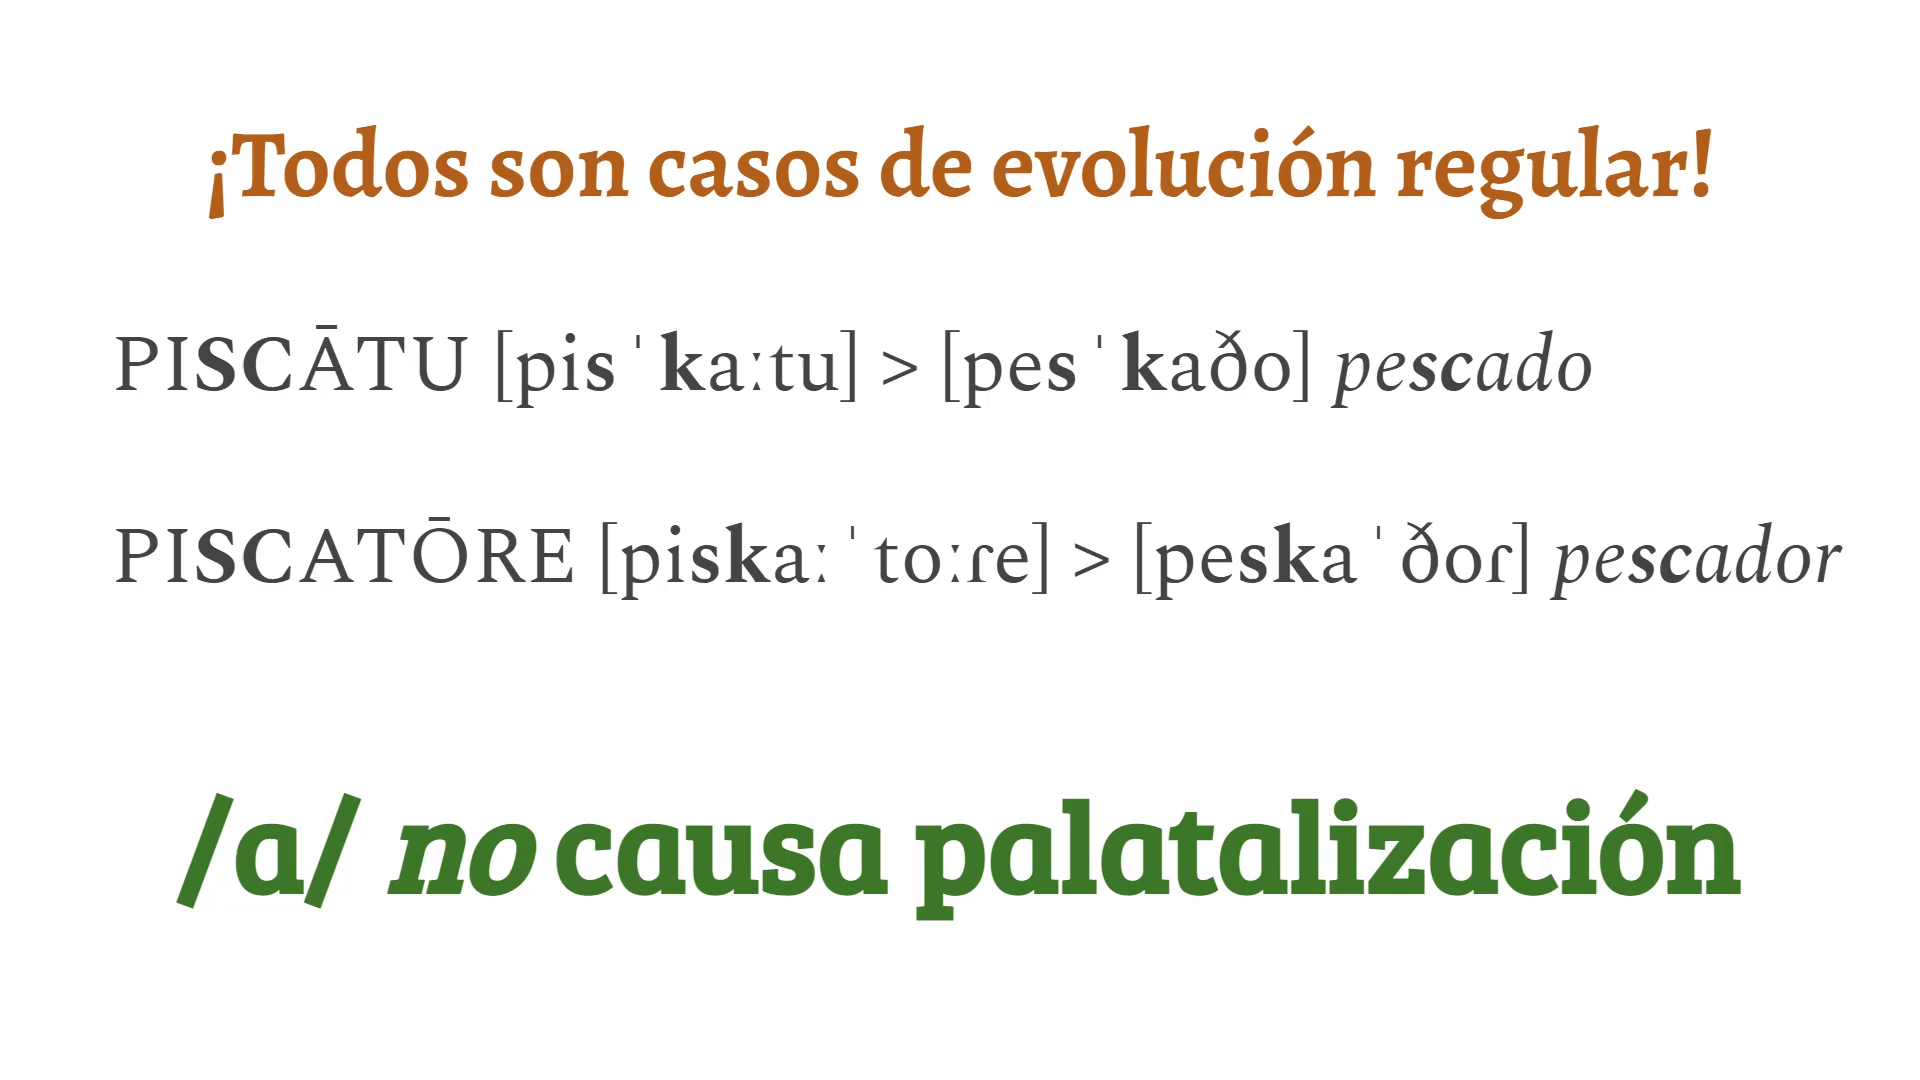 ¡Todos son casos de evolución regular!
PISCĀTU [pisˈkaːtu] > [pesˈkaðo] pescado
PISCATŌRE [piskaːˈtoːɾe] > [peskaˈðoɾ] pescador
/a/ no causa palatalización